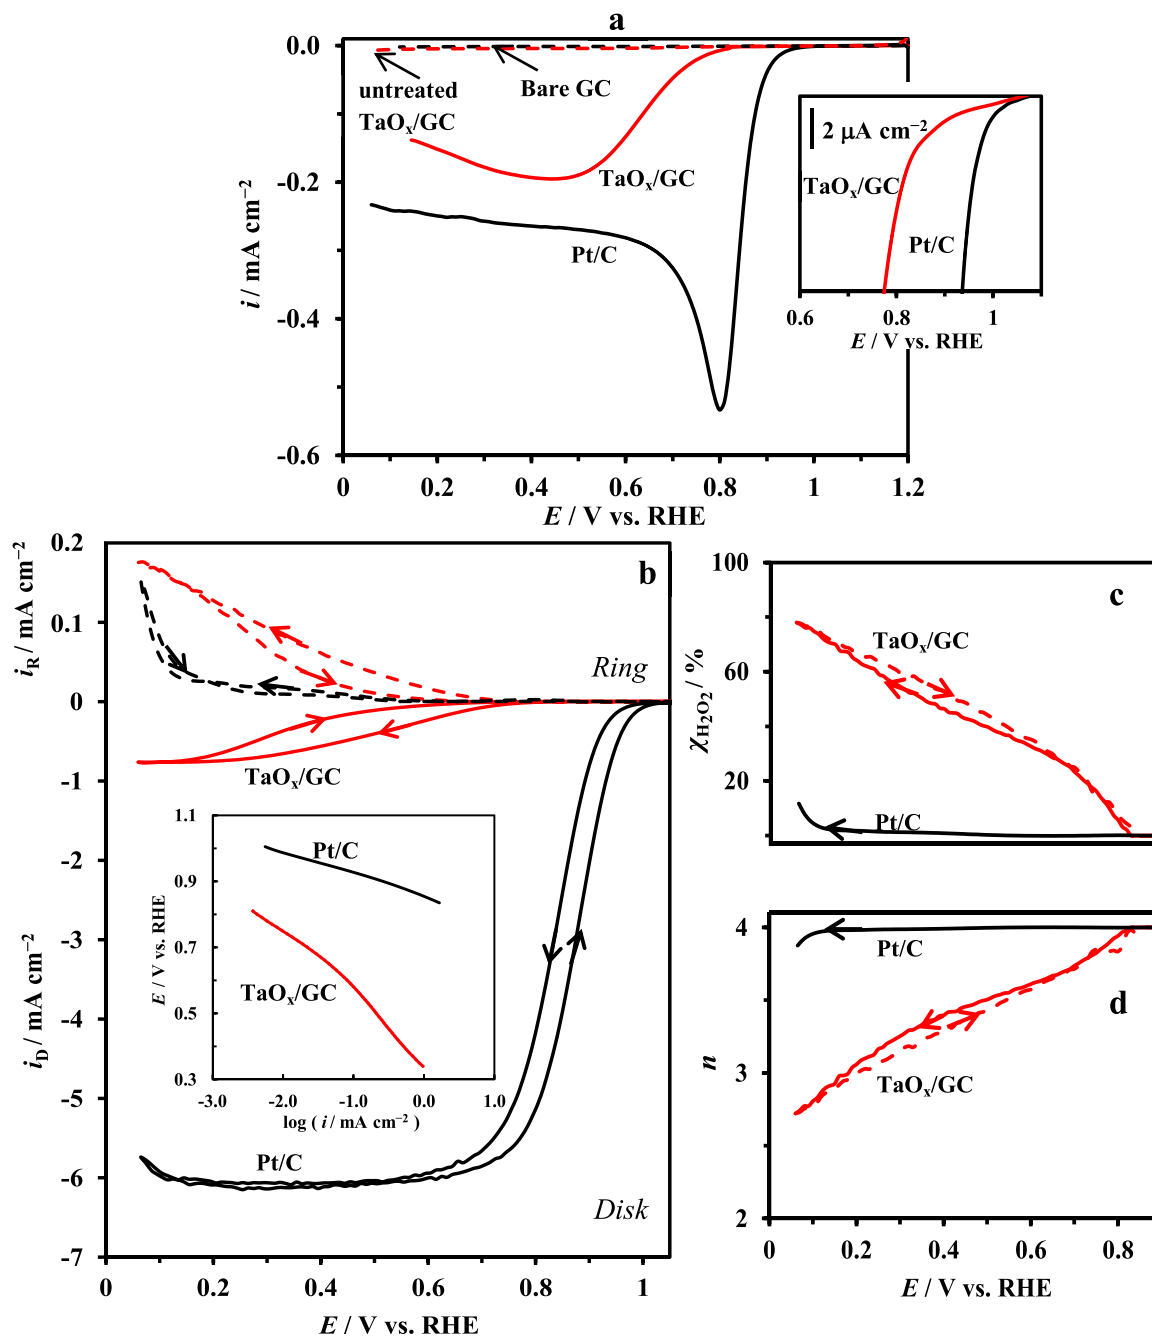 a
0.0
-0.2
-0.4
-0.6
i / mA cm⁻²
untreated
TaOₓ/GC
Bare GC
TaOₓ/GC
Pt/C
0
0.2
0.4
0.6
0.8
1
1.2
E / V vs. RHE
2 μA cm⁻²
TaOₓ/GC
Pt/C
0.6
0.8
1
E / V vs. RHE
b
0.2
0.1
0
-1
-2
-3
-4
-5
-6
-7
i_R / mA cm⁻²
i_D / mA cm⁻²
Ring
TaOₓ/GC
1.1
0.9
0.7
0.5
0.3
E / V vs. RHE
Pt/C
TaOₓ/GC
-3.0
-2.0
-1.0
0.0
1.0
log ( i / mA cm⁻² )
Pt/C
Disk
0
0.2
0.4
0.6
0.8
1
E / V vs. RHE
c
100
60
20
χ_H₂O₂ / %
TaOₓ/GC
Pt/C
d
4
3
2
n
Pt/C
TaOₓ/GC
0
0.2
0.4
0.6
0.8
E / V vs. RHE